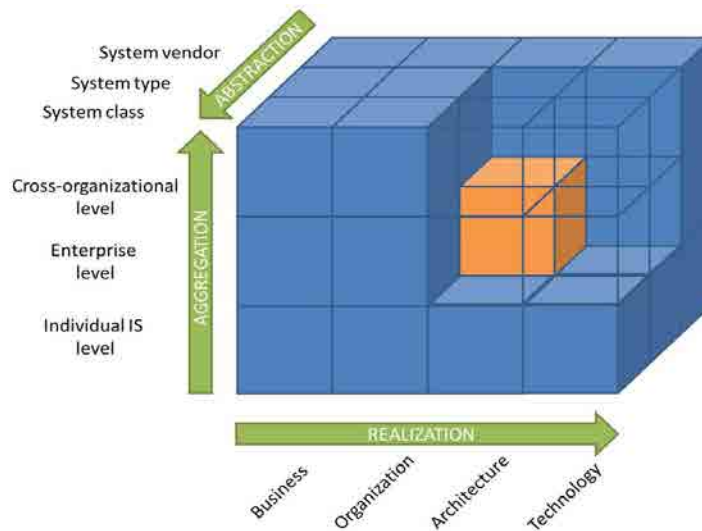 System vendor
System type
System class
ABSTRACTION
Cross-organizational
level
Enterprise
level
Individual IS
level
AGGREGATION
REALIZATION
Business
Organization
Architecture
Technology